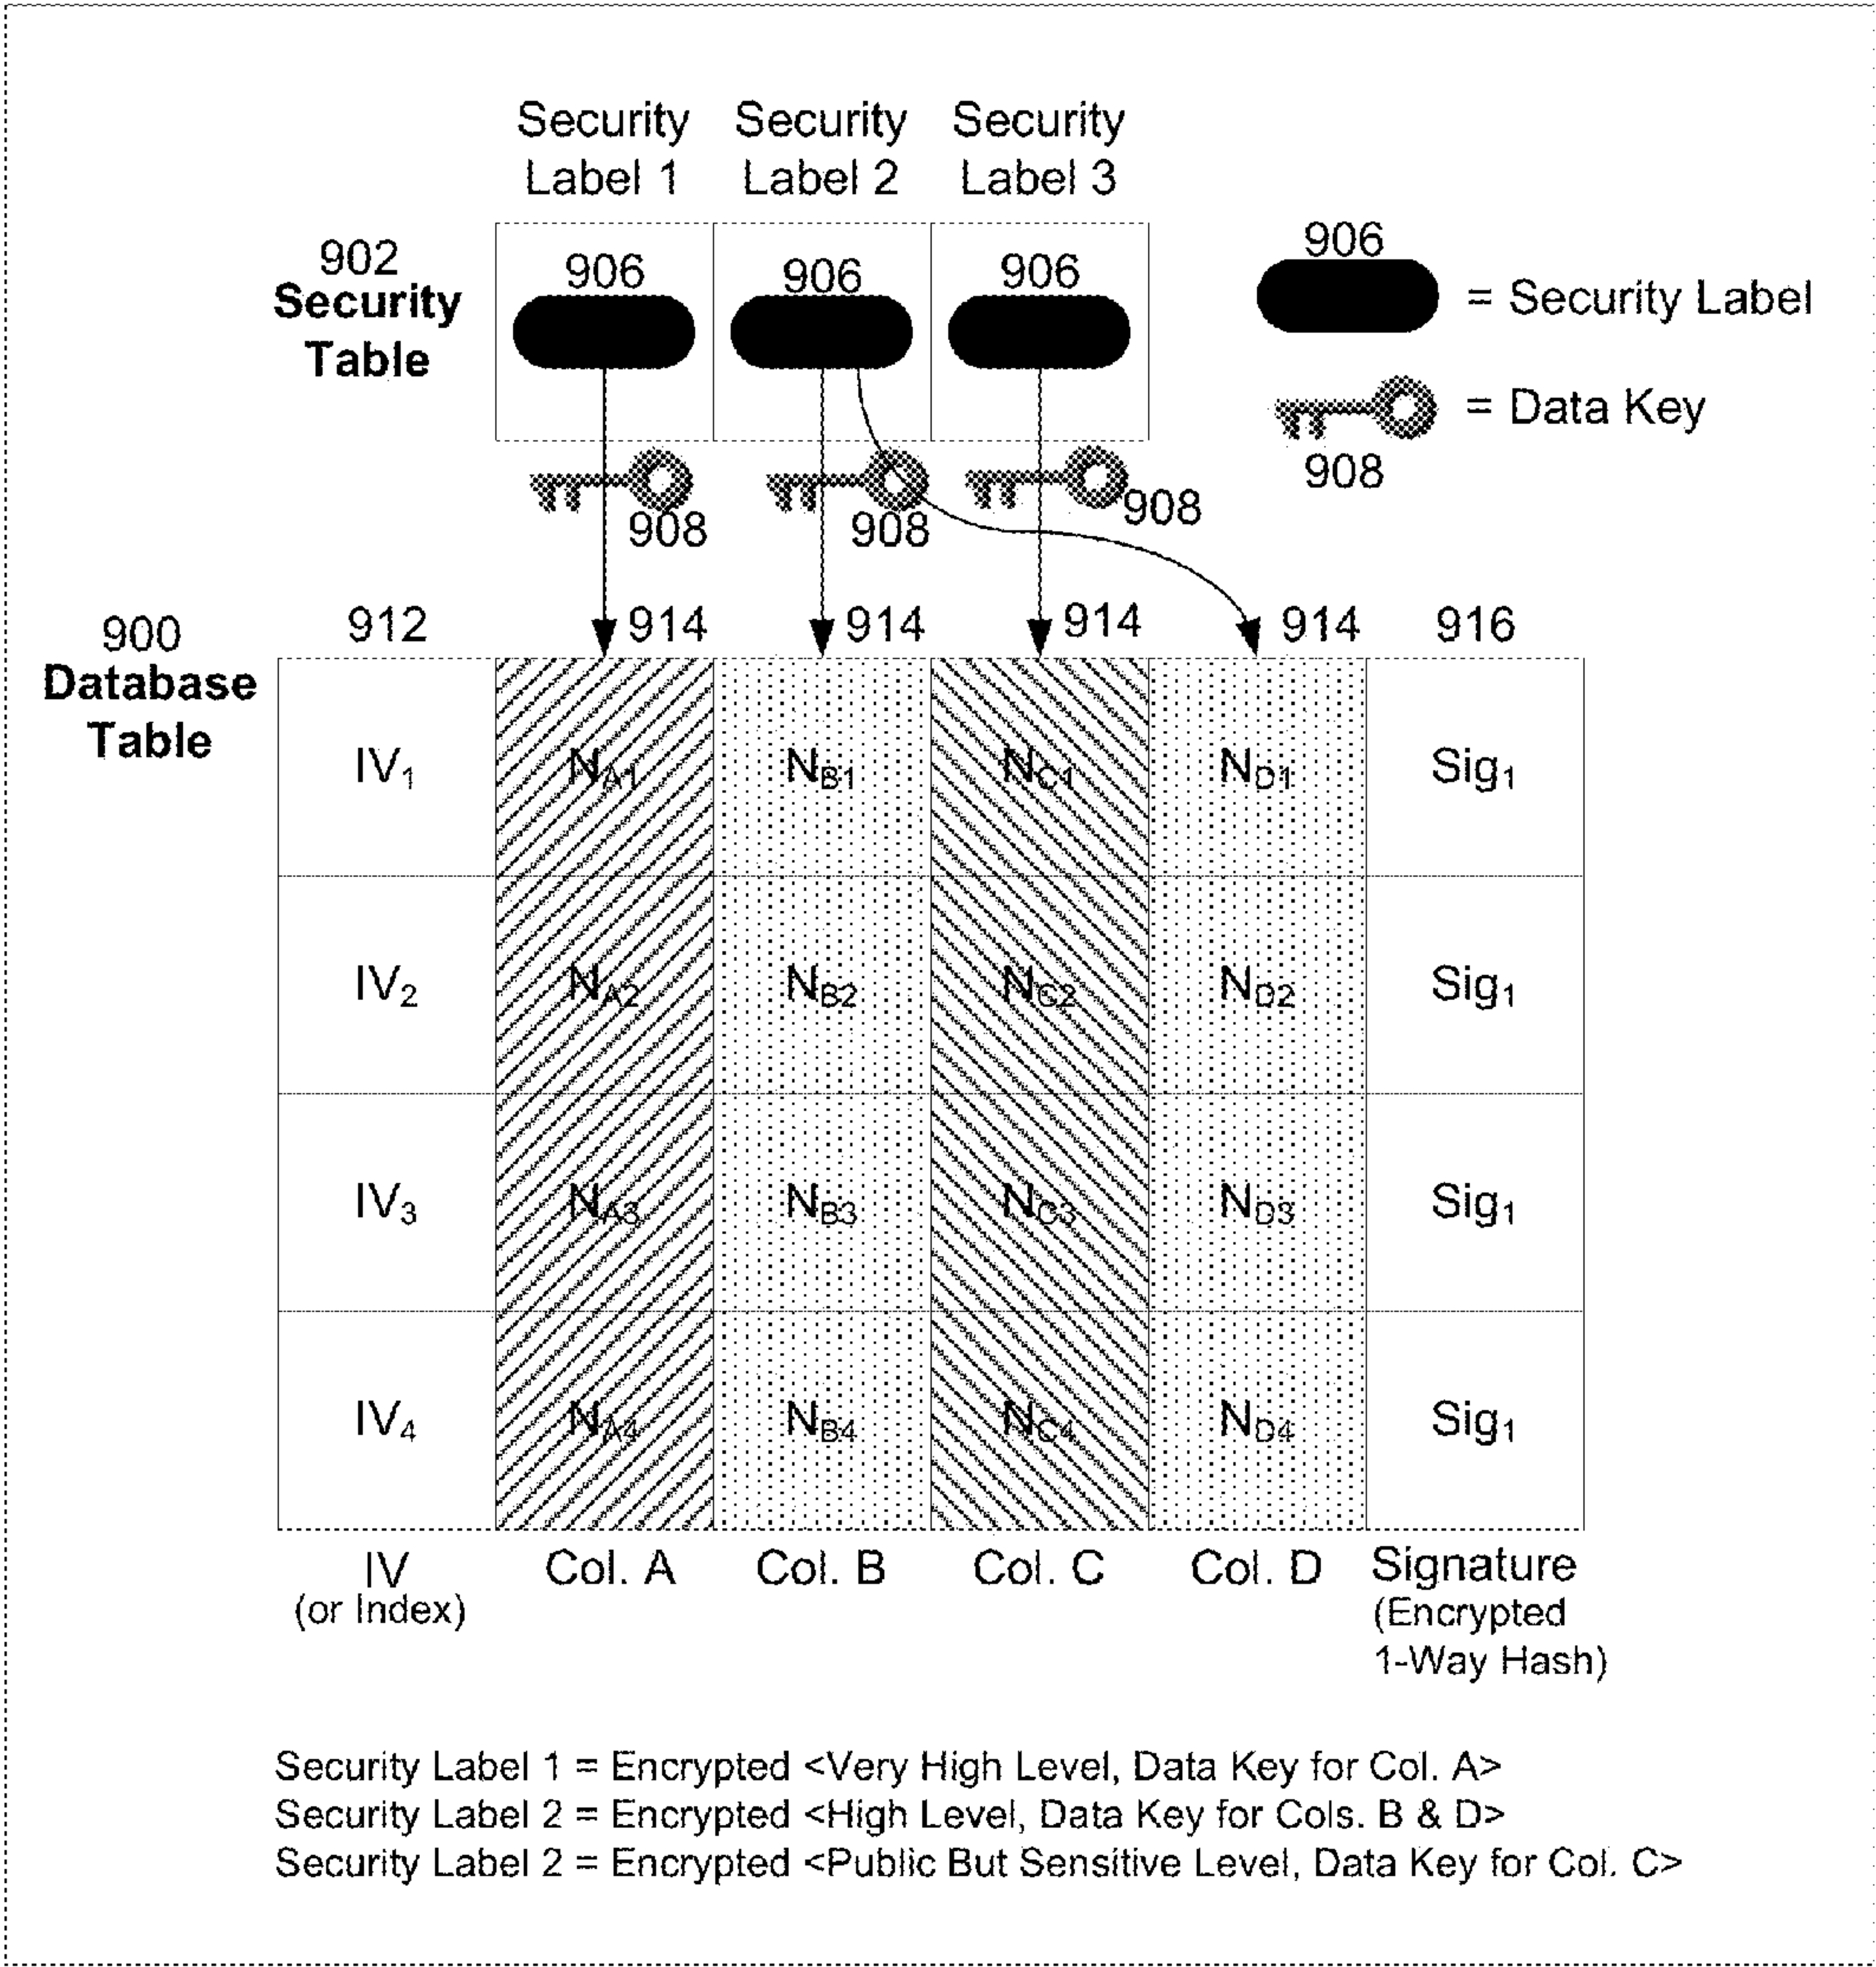 Security Label 1
Security Label 2
Security Label 3
902
Security Table
906
906
906
906
= Security Label
= Data Key
908
908
908
908
900
Database Table
912
914
914
914
914
916
IV1 NA1 NB1 NC1 ND1 Sig1
IV2 NA2 NB2 NC2 ND2 Sig1
IV3 NA3 NB3 NC3 ND3 Sig1
IV4 NA4 NB4 NC4 ND4 Sig1
IV (or Index)
Col. A
Col. B
Col. C
Col. D
Signature
(Encrypted
1-Way Hash)
Security Label 1 = Encrypted <Very High Level, Data Key for Col. A>
Security Label 2 = Encrypted <High Level, Data Key for Cols. B & D>
Security Label 2 = Encrypted <Public But Sensitive Level, Data Key for Col. C>